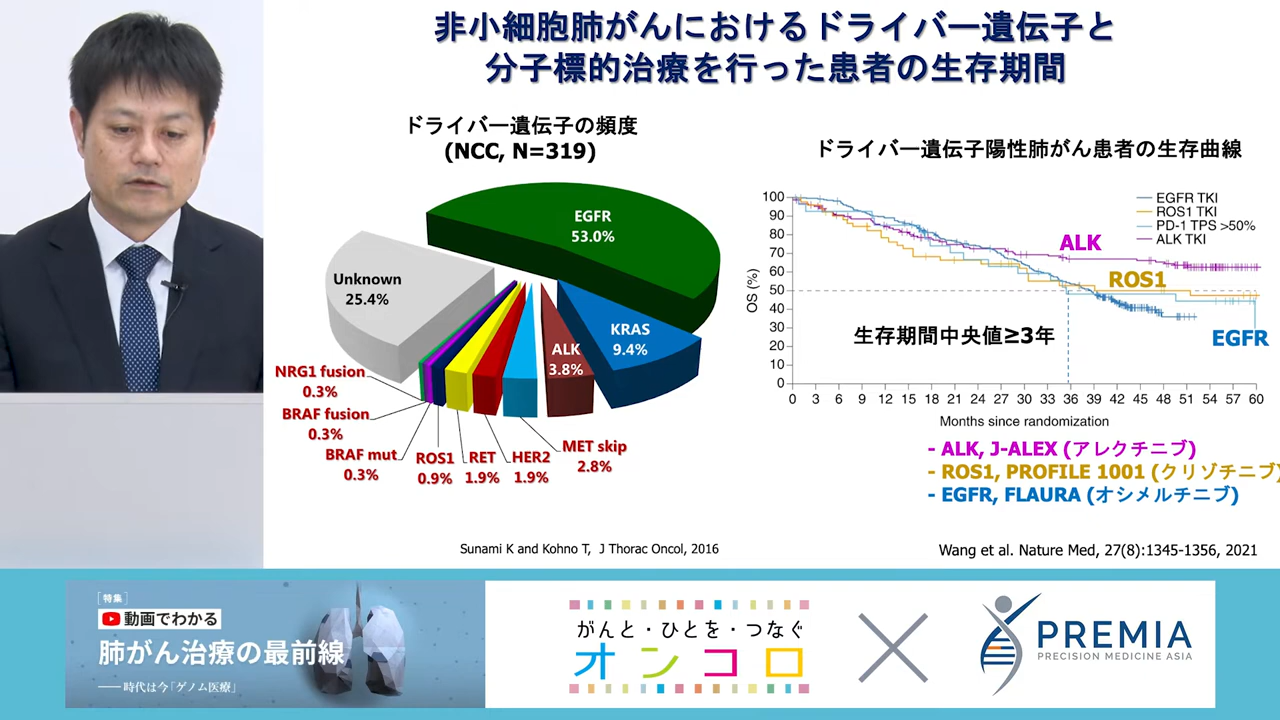 非小細胞肺がんにおけるドライバー遺伝子と
分子標的治療を行った患者の生存期間
ドライバー遺伝子の頻度
(NCC, N=319)
EGFR
53.0%
Unknown
25.4%
KRAS
9.4%
ALK
3.8%
NRG1 fusion
0.3%
BRAF fusion
0.3%
BRAF mut
0.3%
ROS1
0.9%
RET
1.9%
HER2
1.9%
MET skip
2.8%
Sunami K and Kohno T, J Thorac Oncol, 2016
ドライバー遺伝子陽性肺がん患者の生存曲線
EGFR TKI
ROS1 TKI
PD-1 TPS >50%
ALK TKI
100
90
80
70
60
50
40
30
20
10
0
OS (%)
ALK
ROS1
EGFR
生存期間中央値≥3年
0 3 6 9 12 15 18 21 24 27 30 33 36 39 42 45 48 51 54 57 60
Months since randomization
- ALK, J-ALEX (アレクチニブ)
- ROS1, PROFILE 1001 (クリゾチニブ)
- EGFR, FLAURA (オシメルチニブ)
Wang et al. Nature Med, 27(8):1345-1356, 2021
［特集］
動画でわかる
肺がん治療の最前線
── 時代は今「ゲノム医療」
がんと・ひとを・つなぐ
オンコロ
PREMIA
PRECISION MEDICINE ASIA